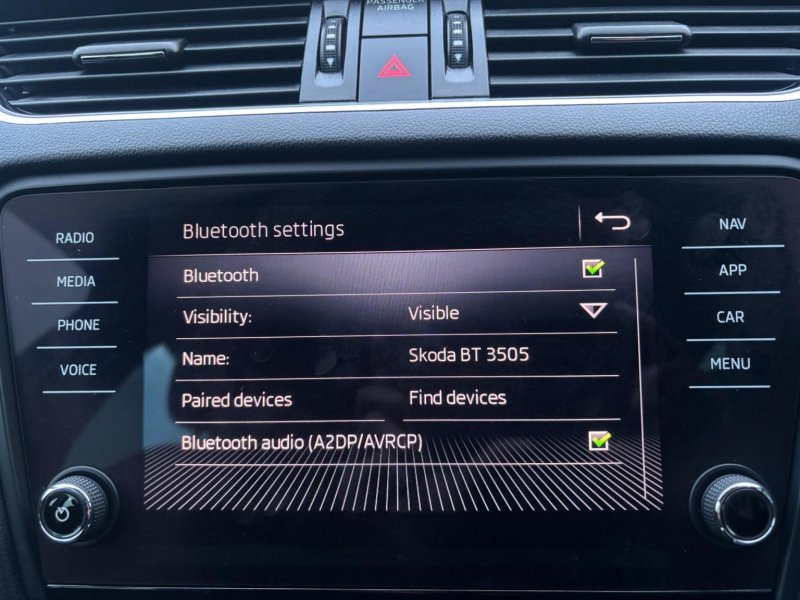 PASSENGER
AIRBAG
RADIO
MEDIA
PHONE
VOICE
Bluetooth settings
Bluetooth
Visibility: Visible
Name: Skoda BT 3505
Paired devices Find devices
Bluetooth audio (A2DP/AVRCP)
NAV
APP
CAR
MENU